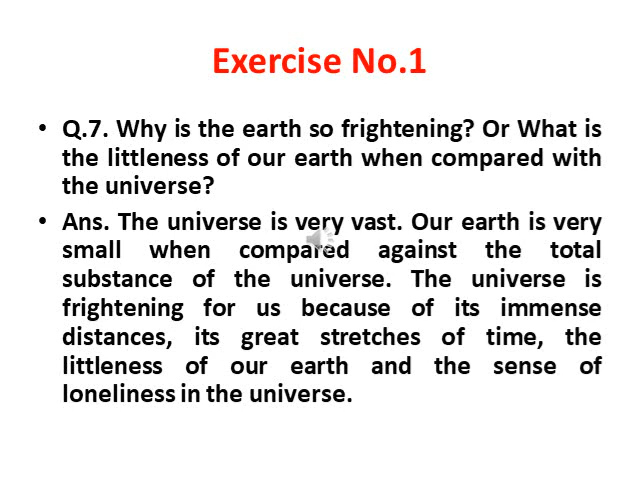 Exercise No.1
• Q.7. Why is the earth so frightening? Or What is
the littleness of our earth when compared with
the universe?
• Ans. The universe is very vast. Our earth is very
small when compared against the total
substance of the universe. The universe is
frightening for us because of its immense
distances, its great stretches of time, the
littleness of our earth and the sense of
loneliness in the universe.